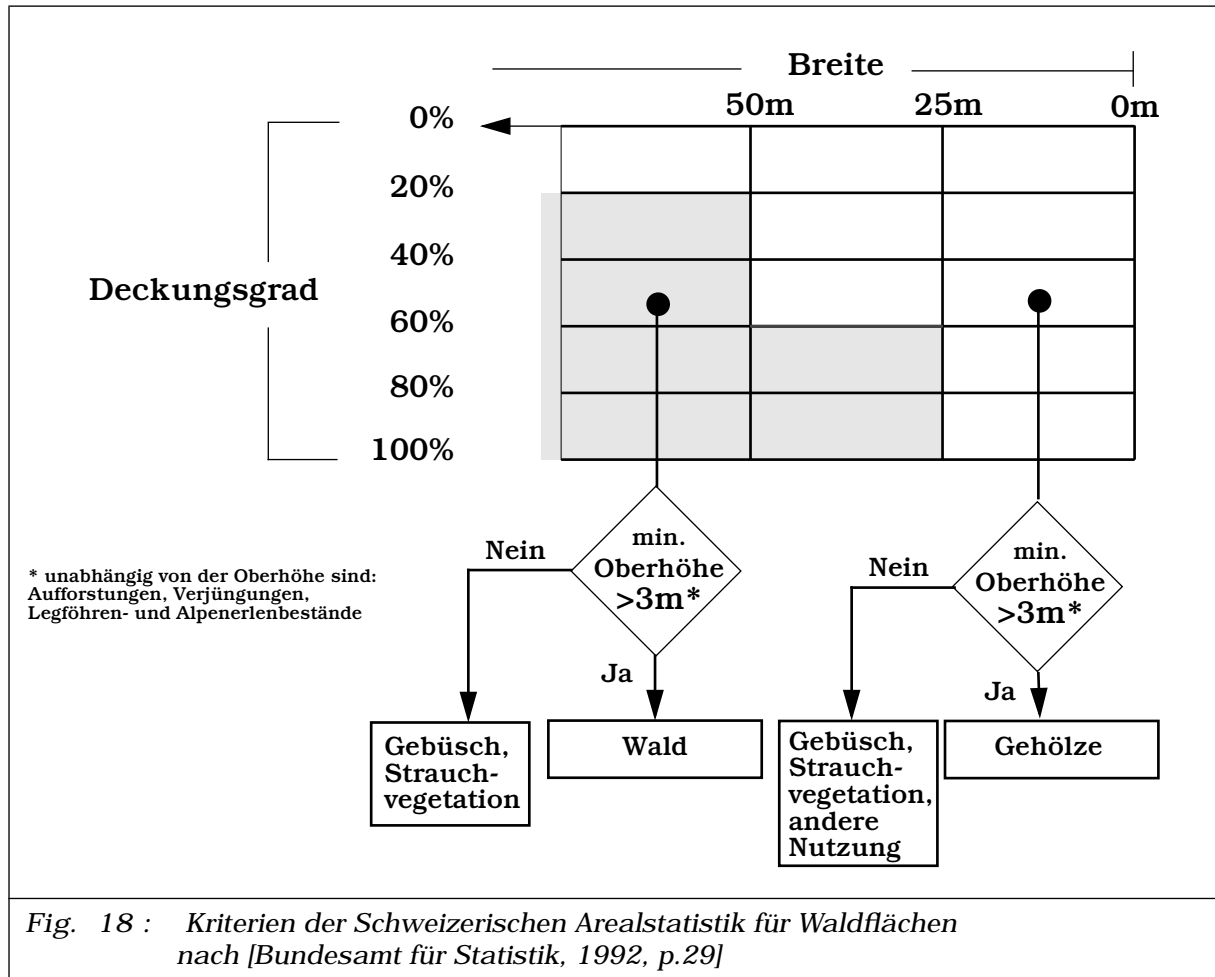 Breite
50m 25m 0m
0%
20%
40%
60%
80%
100%
Deckungsgrad
min.
Oberhöhe
>3m*
Nein
Ja
min.
Oberhöhe
>3m*
Nein
Ja
* unabhängig von der Oberhöhe sind:
Aufforstungen, Verjüngungen,
Legföhren- und Alpenerlenbestände
Gebüsch,
Strauch-
vegetation
Wald
Gebüsch,
Strauch-
vegetation,
andere
Nutzung
Gehölze
Fig. 18 : Kriterien der Schweizerischen Arealstatistik für Waldflächen
nach [Bundesamt für Statistik, 1992, p.29]